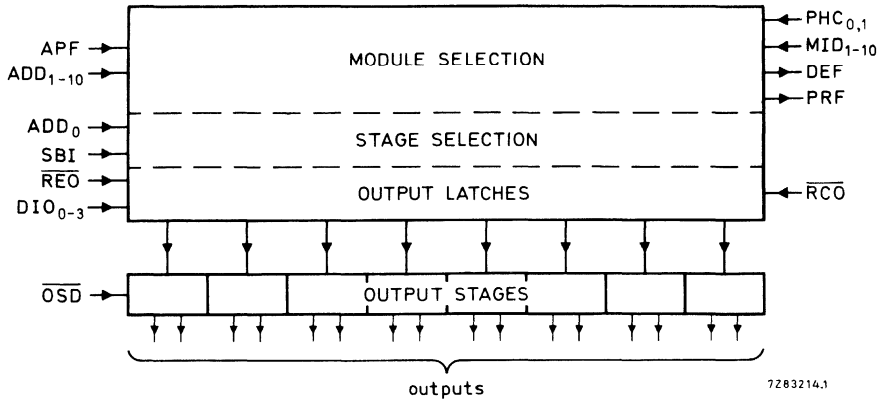 PHC0,1
APF
MODULE SELECTION
MID1-10
ADD1-10
DEF
PRF
ADD0
STAGE SELECTION
SBI
REO
OUTPUT LATCHES
RCO
DIO0-3
OSD
OUTPUT STAGES
outputs
7Z83214.1